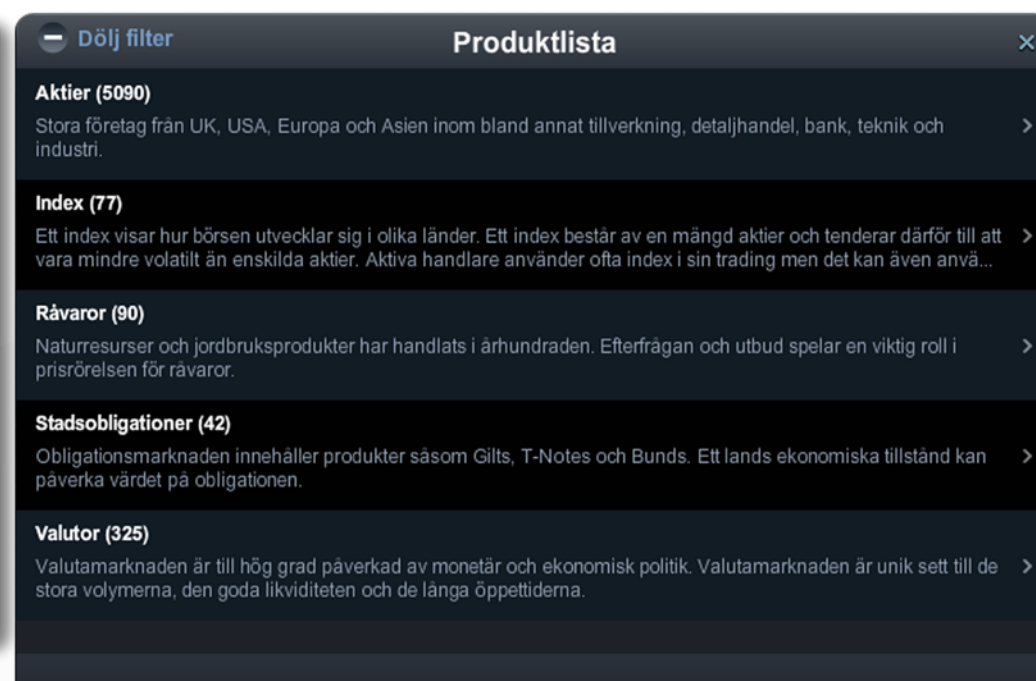 Dölj filter
Produktlista
Aktier (5090)
Stora företag från UK, USA, Europa och Asien inom bland annat tillverkning, detaljhandel, bank, teknik och
industri.
Index (77)
Ett index visar hur börsen utvecklar sig i olika länder. Ett index består av en mängd aktier och tenderar därför till att
vara mindre volatilt än enskilda aktier. Aktiva handlare använder ofta index i sin trading men det kan även anvä...
Råvaror (90)
Naturresurser och jordbruksprodukter har handlats i århundraden. Efterfrågan och utbud spelar en viktig roll i
prisrörelsen för råvaror.
Stadsobligationer (42)
Obligationsmarknaden innehåller produkter såsom Gilts, T-Notes och Bunds. Ett lands ekonomiska tillstånd kan
påverka värdet på obligationen.
Valutor (325)
Valutamarknaden är till hög grad påverkad av monetär och ekonomisk politik. Valutamarknaden är unik sett till de
stora volymerna, den goda likviditeten och de långa öppettiderna.